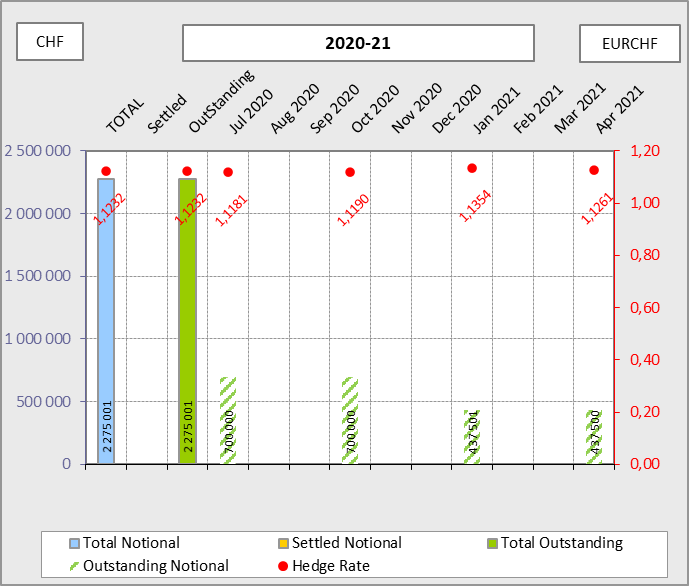 CHF
2020-21
EURCHF
TOTAL
Settled
OutStanding
Jul 2020
Aug 2020
Sep 2020
Oct 2020
Nov 2020
Dec 2020
Jan 2021
Feb 2021
Mar 2021
Apr 2021
2 500 000
2 000 000
1 500 000
1 000 000
500 000
0
1,20
1,00
0,80
0,60
0,40
0,20
0,00
1,1232
1,1232
1,1181
1,1190
1,1354
1,1261
2 275 001
2 275 001
700 000
700 000
437 501
437 500
Total Notional
Settled Notional
Total Outstanding
Outstanding Notional
Hedge Rate